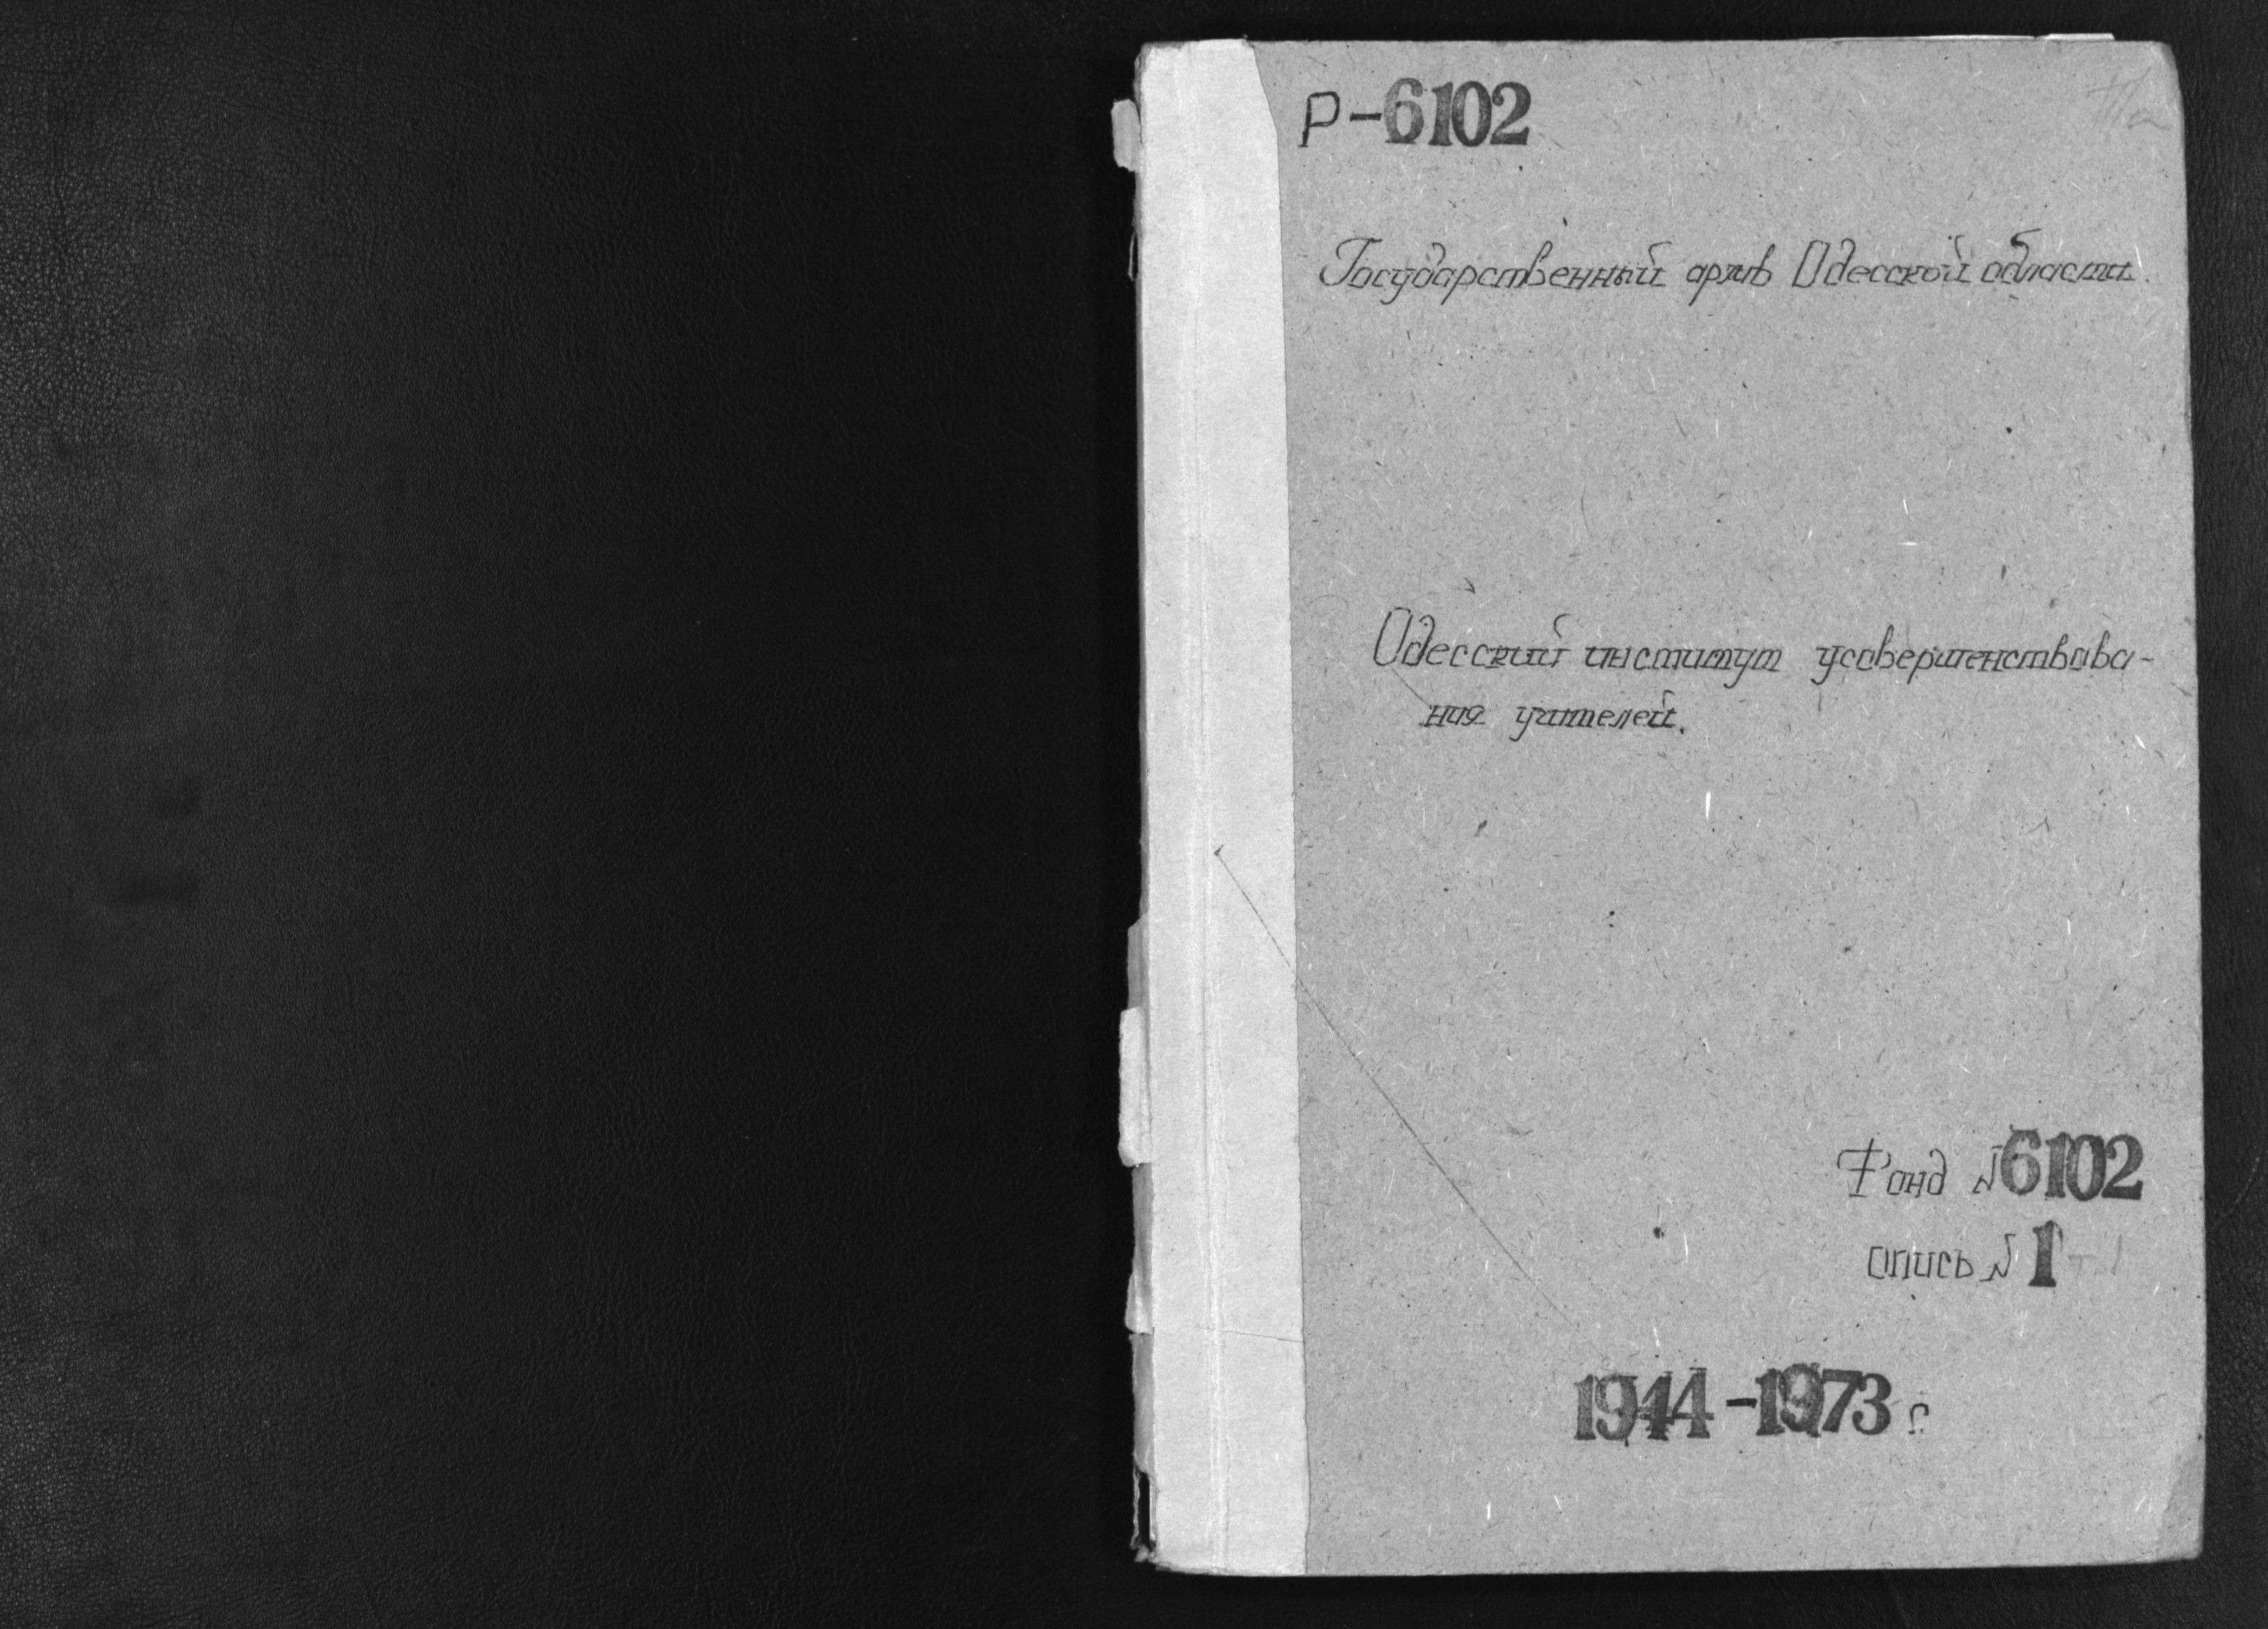 Р-6102
Государственный архив Одесской области.
Одесский институт усовершенствова-
ния учителей.
Фонд №6102
опись №1
1944-1973 г